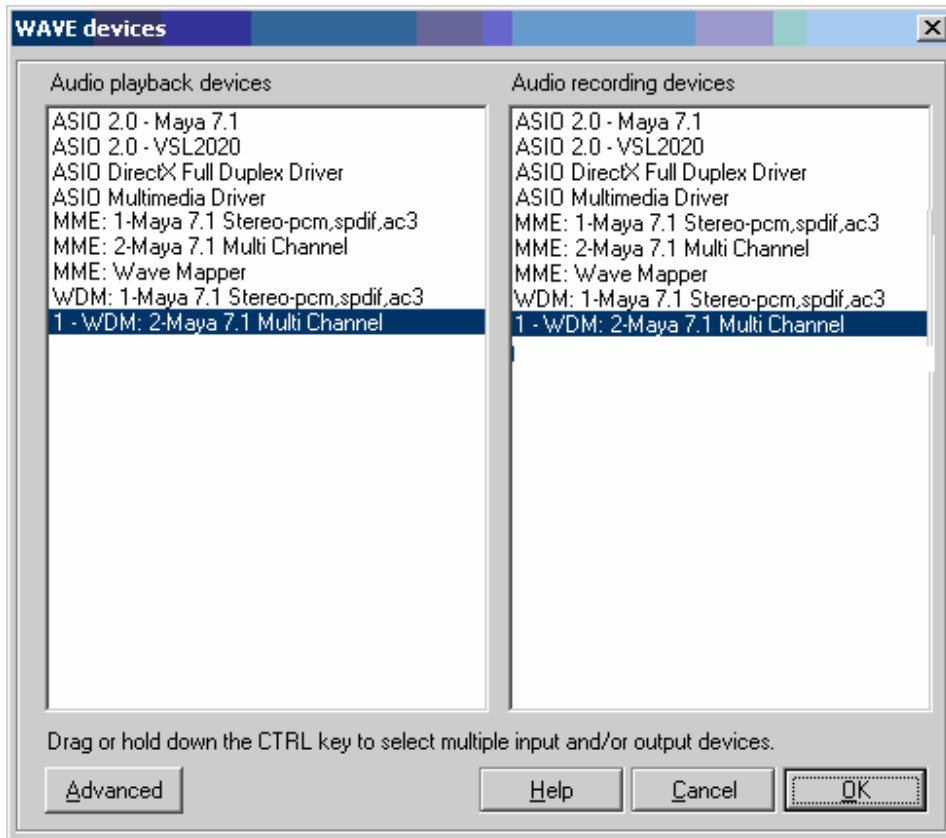 WAVE devices
Audio playback devices
ASIO 2.0 - Maya 7.1
ASIO 2.0 - VSL2020
ASIO DirectX Full Duplex Driver
ASIO Multimedia Driver
MME: 1-Maya 7.1 Stereo-pcm,spdif,ac3
MME: 2-Maya 7.1 Multi Channel
MME: Wave Mapper
WDM: 1-Maya 7.1 Stereo-pcm,spdif,ac3
1 - WDM: 2-Maya 7.1 Multi Channel
Audio recording devices
ASIO 2.0 - Maya 7.1
ASIO 2.0 - VSL2020
ASIO DirectX Full Duplex Driver
ASIO Multimedia Driver
MME: 1-Maya 7.1 Stereo-pcm,spdif,ac3
MME: 2-Maya 7.1 Multi Channel
MME: Wave Mapper
WDM: 1-Maya 7.1 Stereo-pcm,spdif,ac3
1 - WDM: 2-Maya 7.1 Multi Channel
Drag or hold down the CTRL key to select multiple input and/or output devices.
Advanced
Help
Cancel
OK